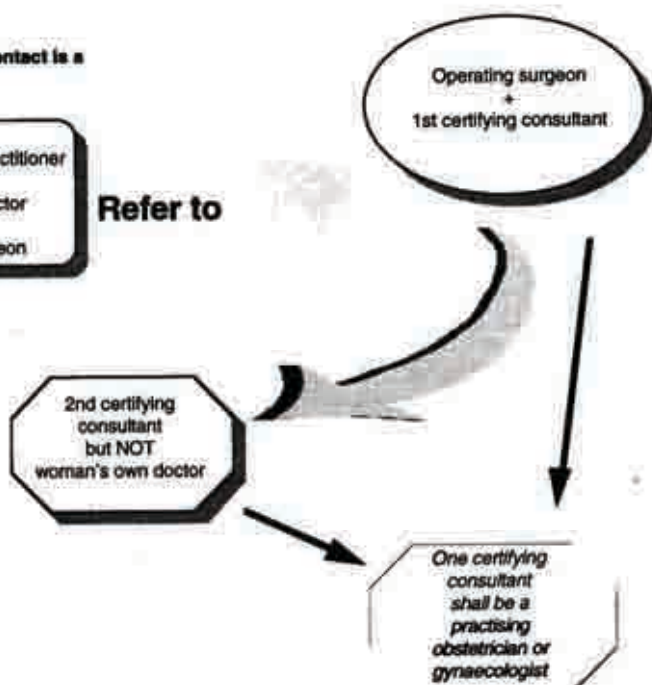 contact is a
ctitioner
ctor
eon
Refer to
Operating surgeon
+
1st certifying consultant
2nd certifying
consultant
but NOT
woman's own doctor
One certifying
consultant
shall be a
practising
obstetrician or
gynaecologist